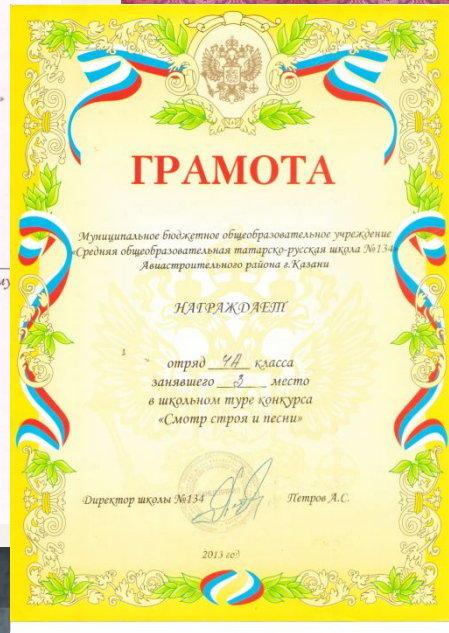 ГРАМОТА
Муниципальное бюджетное общеобразовательное учреждение
«Средняя общеобразовательная татарско-русская школа №134»
Авиастроительного района г.Казани
НАГРАЖДАЕТ
отряд 4А класса
занявшего 3 место
в школьном туре конкурса
«Смотр строя и песни»
Директор школы №134 Петров А.С.
2013 год